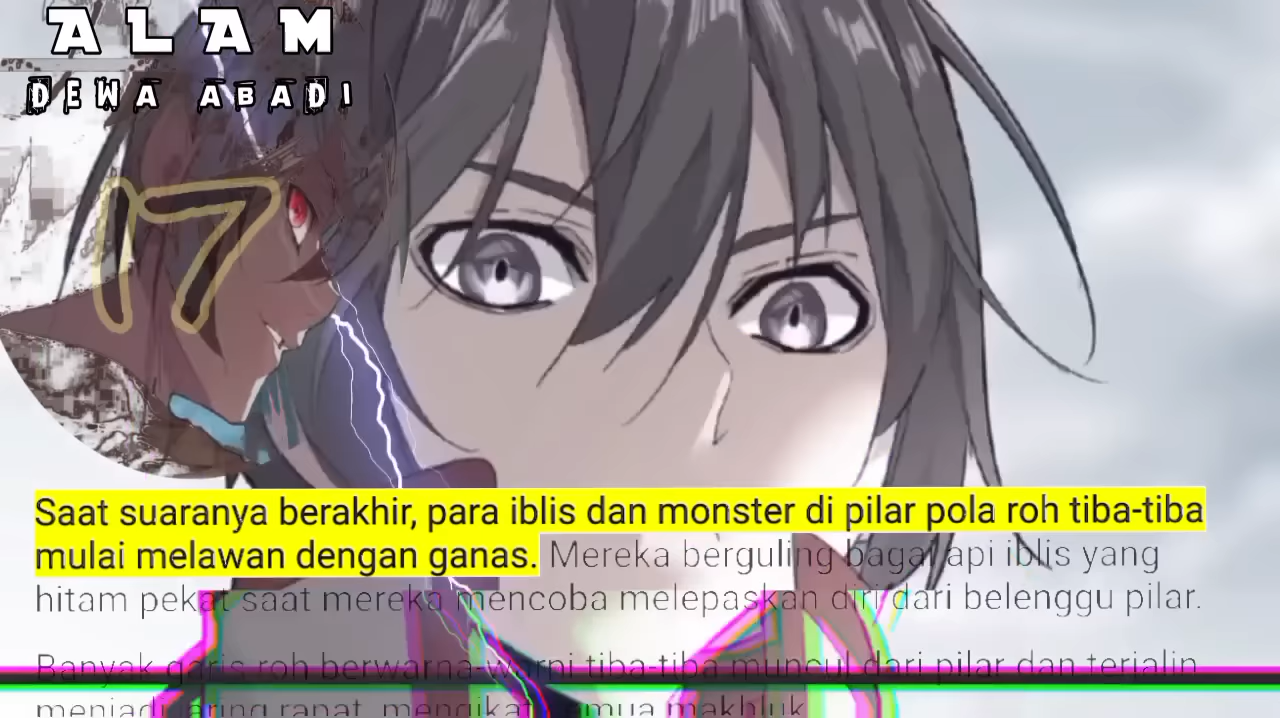 ALAM
DEWA ABADI
17
Saat suaranya berakhir, para iblis dan monster di pilar pola roh tiba-tiba
mulai melawan dengan ganas. Mereka berguling bagai api iblis yang
hitam pekat saat mereka mencoba melepaskan diri dari belenggu pilar.
Banyak garis roh berwarna-warni tiba-tiba muncul dari pilar dan terjalin
menjadi jaring rapat, mengikat semua makhluk